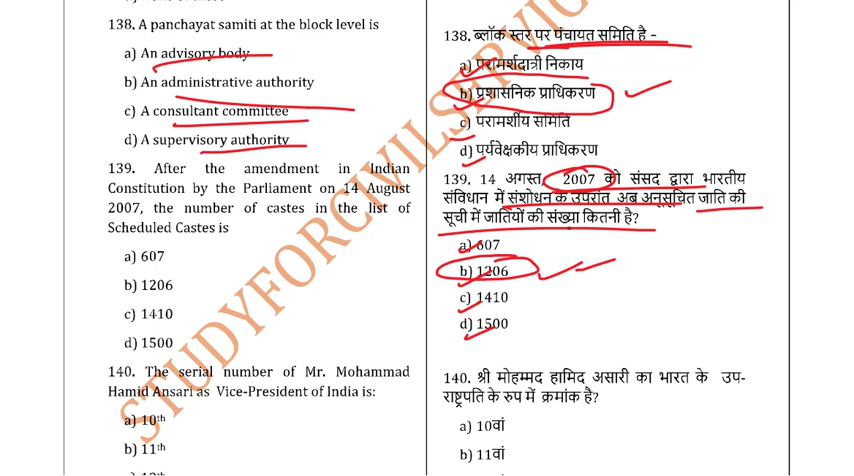 138. A panchayat samiti at the block level is
a) An advisory body
b) An administrative authority
c) A consultant committee
d) A supervisory authority
139. After the amendment in Indian
Constitution by the Parliament on 14 August
2007, the number of castes in the list of
Scheduled Castes is
a) 607
b) 1206
c) 1410
d) 1500
140. The serial number of Mr. Mohammad
Hamid Ansari as Vice-President of India is:
a) 10th
b) 11th
138. ब्लॉक स्तर पर पंचायत समिति है -
a) परामर्शदात्री निकाय
b) प्रशासनिक प्राधिकरण
c) परामर्शीय समिति
d) पर्यवेक्षकीय प्राधिकरण
139. 14 अगस्त, 2007 को संसद द्वारा भारतीय
संविधान में संशोधन के उपरांत अब अनुसूचित जाति की
सूची में जातियों की संख्या कितनी है?
a) 607
b) 1206
c) 1410
d) 1500
140. श्री मोहम्मद हामिद असारी का भारत के उप-
राष्ट्रपति के रुप में क्रमांक है?
a) 10वां
b) 11वां
STUDYFORCIVILSERVIC